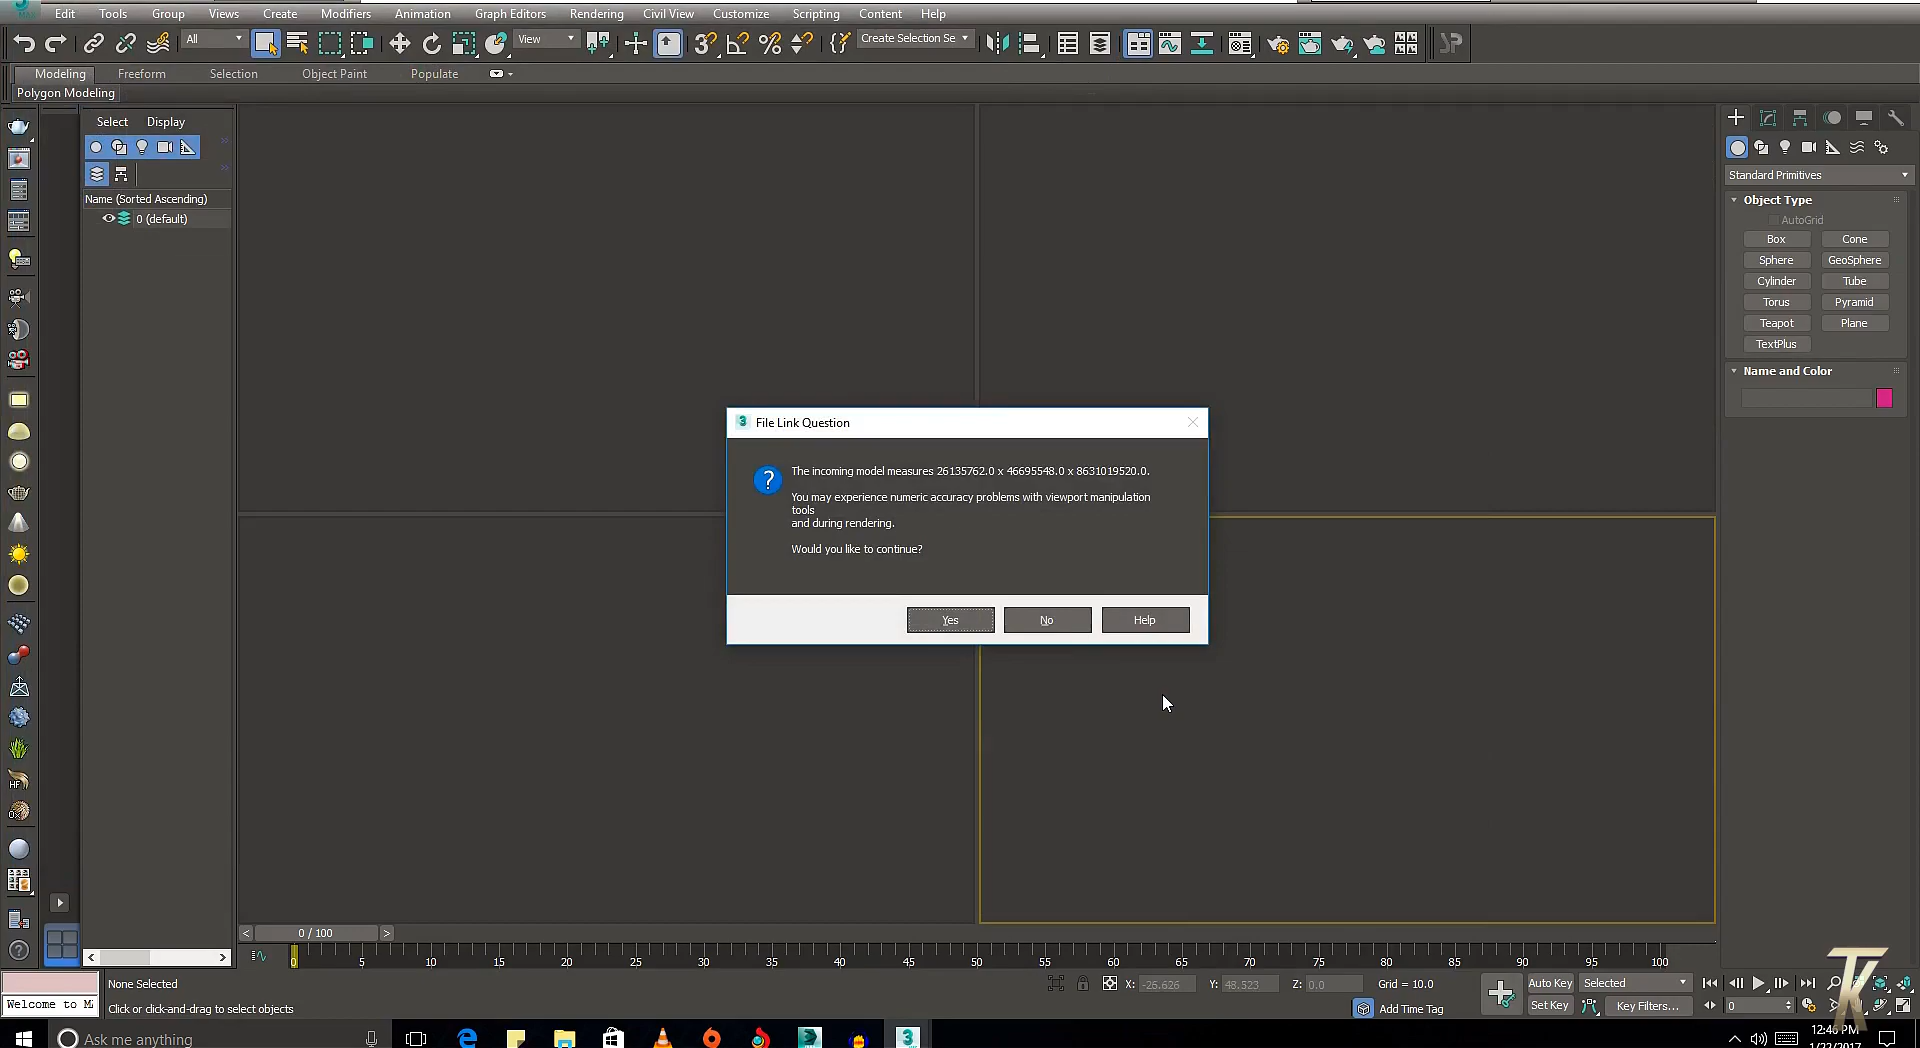 Edit Tools Group Views Create Modifiers Animation Graph Editors Rendering Civil View Customize Scripting Content Help
All
View
Create Selection Se
Modeling Freeform Selection Object Paint Populate
Polygon Modeling
Select Display
Name (Sorted Ascending)
0 (default)
Standard Primitives
Object Type
AutoGrid
Box Cone
Sphere GeoSphere
Cylinder Tube
Torus Pyramid
Teapot Plane
TextPlus
Name and Color
3 File Link Question
The incoming model measures 26135762.0 x 46695548.0 x 8631019520.0.
You may experience numeric accuracy problems with viewport manipulation
tools
and during rendering.
Would you like to continue?
Yes No Help
< 0 / 100 >
0 5 10 15 20 25 30 35 40 45 50 55 60 65 70 75 80 85 90 95 100
None Selected
X: -26.626 Y: 48.523 Z: 0.0 Grid = 10.0
Auto Key Selected
Welcome to M
Click or click-and-drag to select objects
Add Time Tag
Set Key Key Filters... 0
TK
Ask me anything
12:46 PM
1/22/2017